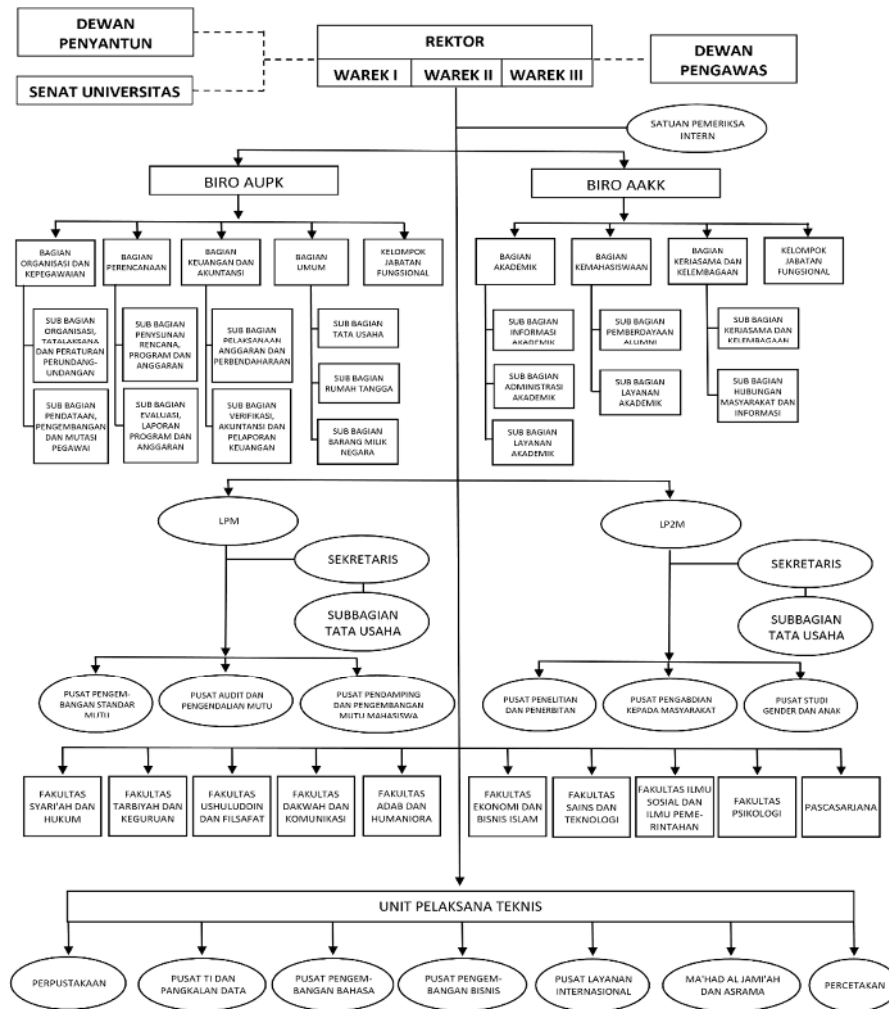 DEWAN
PENYANTUN
SENAT UNIVERSITAS
REKTOR
WAREK I
WAREK II
WAREK III
DEWAN
PENGAWAS
SATUAN PEMERIKSA
INTERN
BIRO AUPK
BIRO AAKK
BAGIAN
ORGANISASI DAN
KEPEGAWAIAN
BAGIAN
PERENCANAAN
BAGIAN
KEUANGAN DAN
AKUNTANSI
BAGIAN
UMUM
KELOMPOK
JABATAN
FUNGSIONAL
BAGIAN
AKADEMIK
BAGIAN
KEMAHASISWAAN
BAGIAN
KERJASAMA DAN
KELEMBAGAAN
KELOMPOK
JABATAN
FUNGSIONAL
SUB BAGIAN
ORGANISASI,
TATALAKSANA
DAN PERATURAN
PERUNDANG-
UNDANGAN
SUB BAGIAN
PENYSUNAN
RENCANA,
PROGRAM DAN
ANGGARAN
SUB BAGIAN
PELAKSANAAN
ANGGARAN DAN
PERBENDAHARAAN
SUB BAGIAN
TATA USAHA
SUB BAGIAN
INFORMASI
AKADEMIK
SUB BAGIAN
PEMBERDAYAAN
ALUMNI
SUB BAGIAN
KERJASAMA DAN
KELEMBAGAAN
SUB BAGIAN
RUMAH TANGGA
SUB BAGIAN
ADMINISTRASI
AKADEMIK
SUB BAGIAN
LAYANAN
AKADEMIK
SUB BAGIAN
HUBUNGAN
MASYARAKAT DAN
INFORMASI
SUB BAGIAN
PENDATAAN,
PENGEMBANGAN
DAN MUTASI
PEGAWAI
SUB BAGIAN
EVALUASI,
LAPORAN
PROGRAM DAN
ANGGARAN
SUB BAGIAN
VERIFIKASI,
AKUNTANSI DAN
PELAPORAN
KEUANGAN
SUB BAGIAN
BARANG MILIK
NEGARA
SUB BAGIAN
LAYANAN
AKADEMIK
LPM
LP2M
SEKRETARIS
SEKRETARIS
SUBBAGIAN
TATA USAHA
SUBBAGIAN
TATA USAHA
PUSAT PENGEM-
BANGAN STANDAR
MUTU
PUSAT AUDIT DAN
PENGENDALIAN MUTU
PUSAT PENDAMPING
DAN PENGEMBANGAN
MUTU MAHASISWA
PUSAT PENELITIAN
DAN PENERBITAN
PUSAT PENGABDIAN
KEPADA MASYARAKAT
PUSAT STUDI
GENDER DAN ANAK
FAKULTAS
SYARI'AH DAN
HUKUM
FAKULTAS
TARBIYAH DAN
KEGURUAN
FAKULTAS
USHULUDDIN
DAN FILSAFAT
FAKULTAS
DAKWAH DAN
KOMUNIKASI
FAKULTAS
ADAB DAN
HUMANIORA
FAKULTAS
EKONOMI DAN
BISNIS ISLAM
FAKULTAS
SAINS DAN
TEKNOLOGI
FAKULTAS ILMU
SOSIAL DAN
ILMU PEME-
RINTAHAN
FAKULTAS
PSIKOLOGI
PASCASARJANA
UNIT PELAKSANA TEKNIS
PERPUSTAKAAN
PUSAT TI DAN
PANGKALAN DATA
PUSAT PENGEM-
BANGAN BAHASA
PUSAT PENGEM-
BANGAN BISNIS
PUSAT LAYANAN
INTERNASIONAL
MA'HAD AL JAMI'AH
DAN ASRAMA
PERCETAKAN